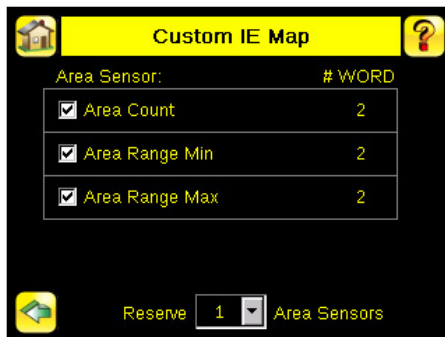 Custom IE Map ?
Area Sensor: # WORD
Area Count 2
Area Range Min 2
Area Range Max 2
Reserve 1 Area Sensors